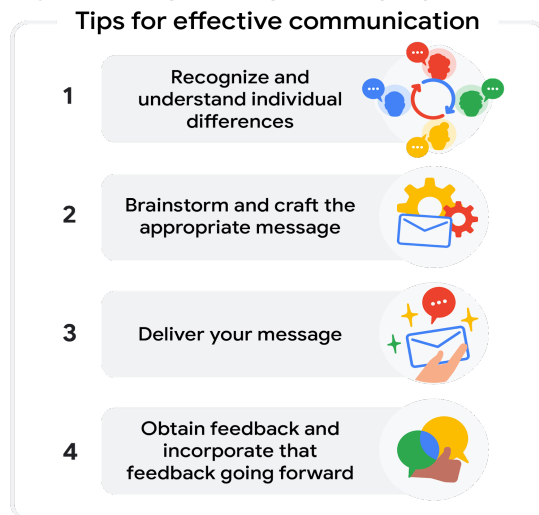 Tips for effective communication
1
Recognize and
understand individual
differences
2
Brainstorm and craft the
appropriate message
3
Deliver your message
4
Obtain feedback and
incorporate that
feedback going forward